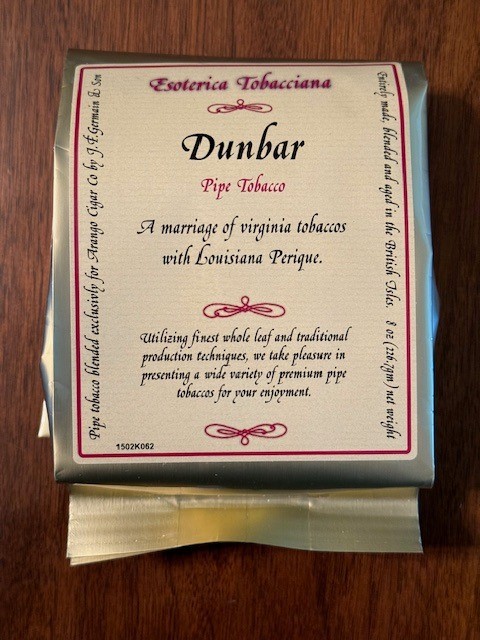 Esoterica Tobacciana
Dunbar
Pipe Tobacco
A marriage of virginia tobaccos
with Louisiana Perique.
Utilizing finest whole leaf and traditional
production techniques, we take pleasure in
presenting a wide variety of premium pipe
tobaccos for your enjoyment.
1502K062
Pipe tobacco blended exclusivly for Arango Cigar Co by J.F.Germain & Son
Entirely made, blended and aged in the British Isles. 8 oz (226.7gm) net weight